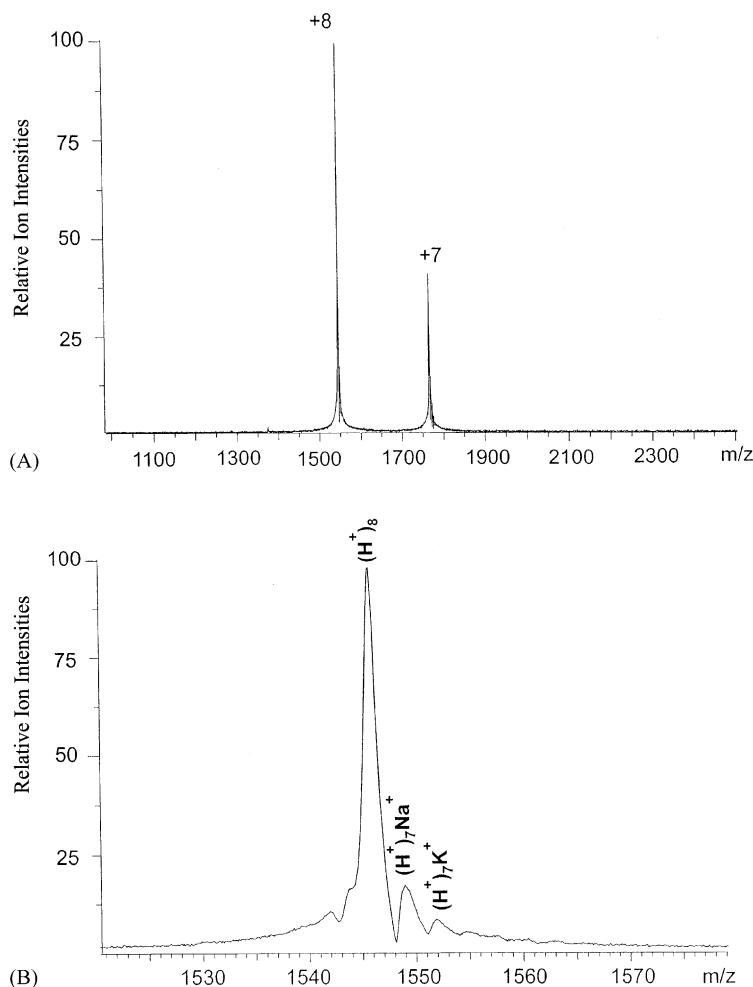 +8
100
75
50
25
Relative Ion Intensities
+7
1100 1300 1500 1700 1900 2100 2300 m/z
(A)
(H⁺)₈
100
75
50
25
Relative Ion Intensities
(H⁺)₇Na⁺
(H⁺)₇K⁺
1530 1540 1550 1560 1570 m/z
(B)